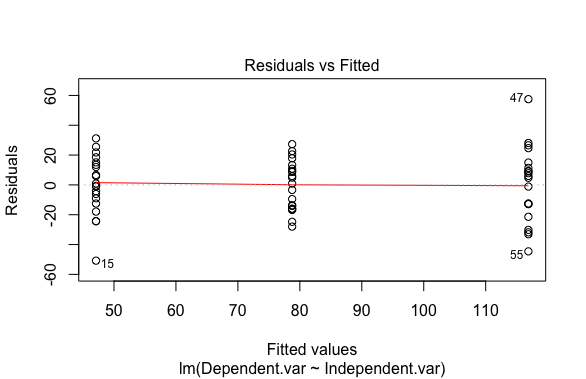 Residuals vs Fitted
Residuals
60
20
0
-20
-60
47
15
55
50 60 70 80 90 100 110
Fitted values
lm(Dependent.var ~ Independent.var)